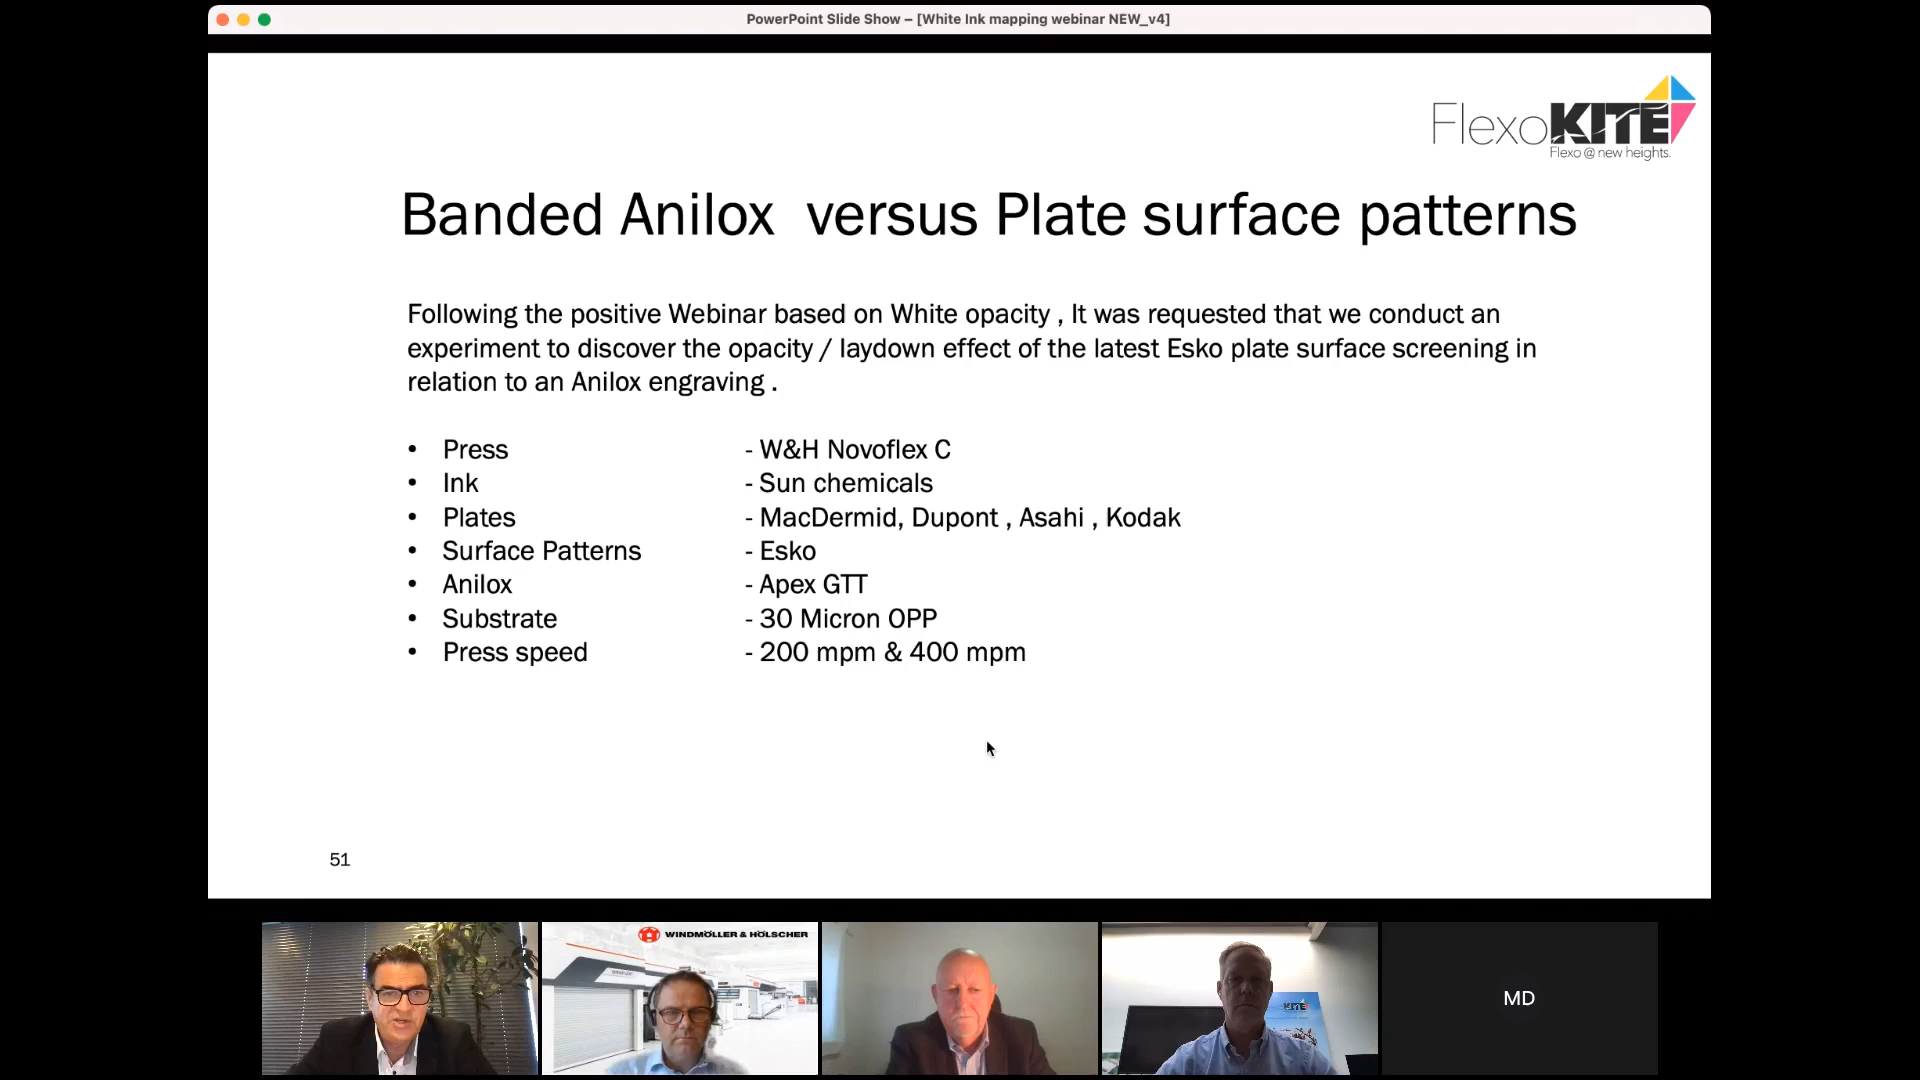 PowerPoint Slide Show – [White Ink mapping webinar NEW_v4]
FlexoKITE
Flexo @ new heights.
Banded Anilox versus Plate surface patterns
Following the positive Webinar based on White opacity , It was requested that we conduct an
experiment to discover the opacity / laydown effect of the latest Esko plate surface screening in
relation to an Anilox engraving .
• Press - W&H Novoflex C
• Ink - Sun chemicals
• Plates - MacDermid, Dupont , Asahi , Kodak
• Surface Patterns - Esko
• Anilox - Apex GTT
• Substrate - 30 Micron OPP
• Press speed - 200 mpm & 400 mpm
51
WINDMÖLLER & HÖLSCHER
KITE
MD